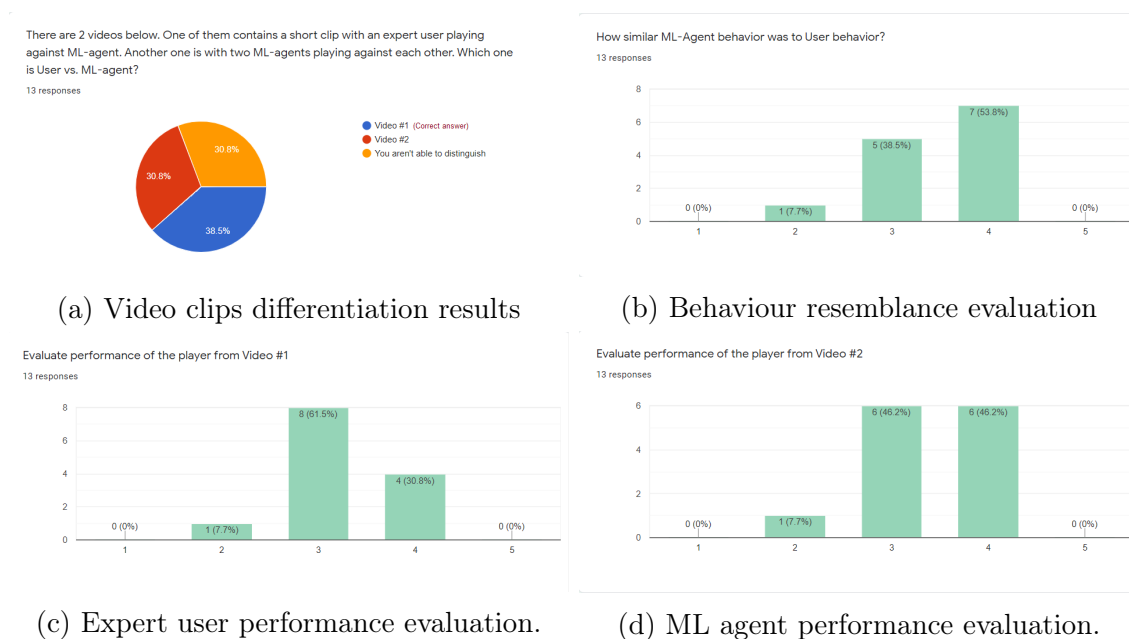 There are 2 videos below. One of them contains a short clip with an expert user playing
against ML-agent. Another one is with two ML-agents playing against each other. Which one
is User vs. ML-agent?
13 responses
Video #1 (Correct answer)
Video #2
You aren't able to distinguish
30.8%
30.8%
38.5%
(a) Video clips differentiation results
How similar ML-Agent behavior was to User behavior?
13 responses
8
6
4
2
0
0 (0%)
1 (7.7%)
5 (38.5%)
7 (53.8%)
0 (0%)
1 2 3 4 5
(b) Behaviour resemblance evaluation
Evaluate performance of the player from Video #1
13 responses
8
6
4
2
0
0 (0%)
1 (7.7%)
8 (61.5%)
4 (30.8%)
0 (0%)
1 2 3 4 5
(c) Expert user performance evaluation.
Evaluate performance of the player from Video #2
13 responses
6
4
2
0
0 (0%)
1 (7.7%)
6 (46.2%)
6 (46.2%)
0 (0%)
1 2 3 4 5
(d) ML agent performance evaluation.